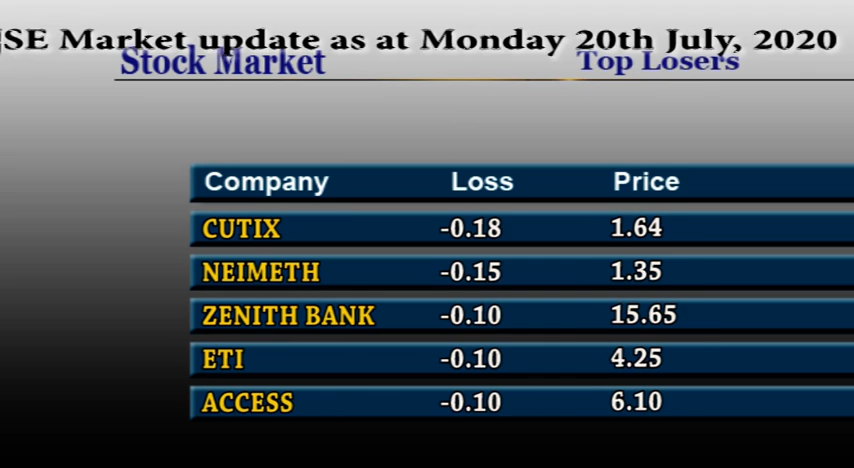 SE Market update as at Monday 20th July, 2020
Stock Market Top Losers
Company Loss Price
CUTIX -0.18 1.64
NEIMETH -0.15 1.35
ZENITH BANK -0.10 15.65
ETI -0.10 4.25
ACCESS -0.10 6.10